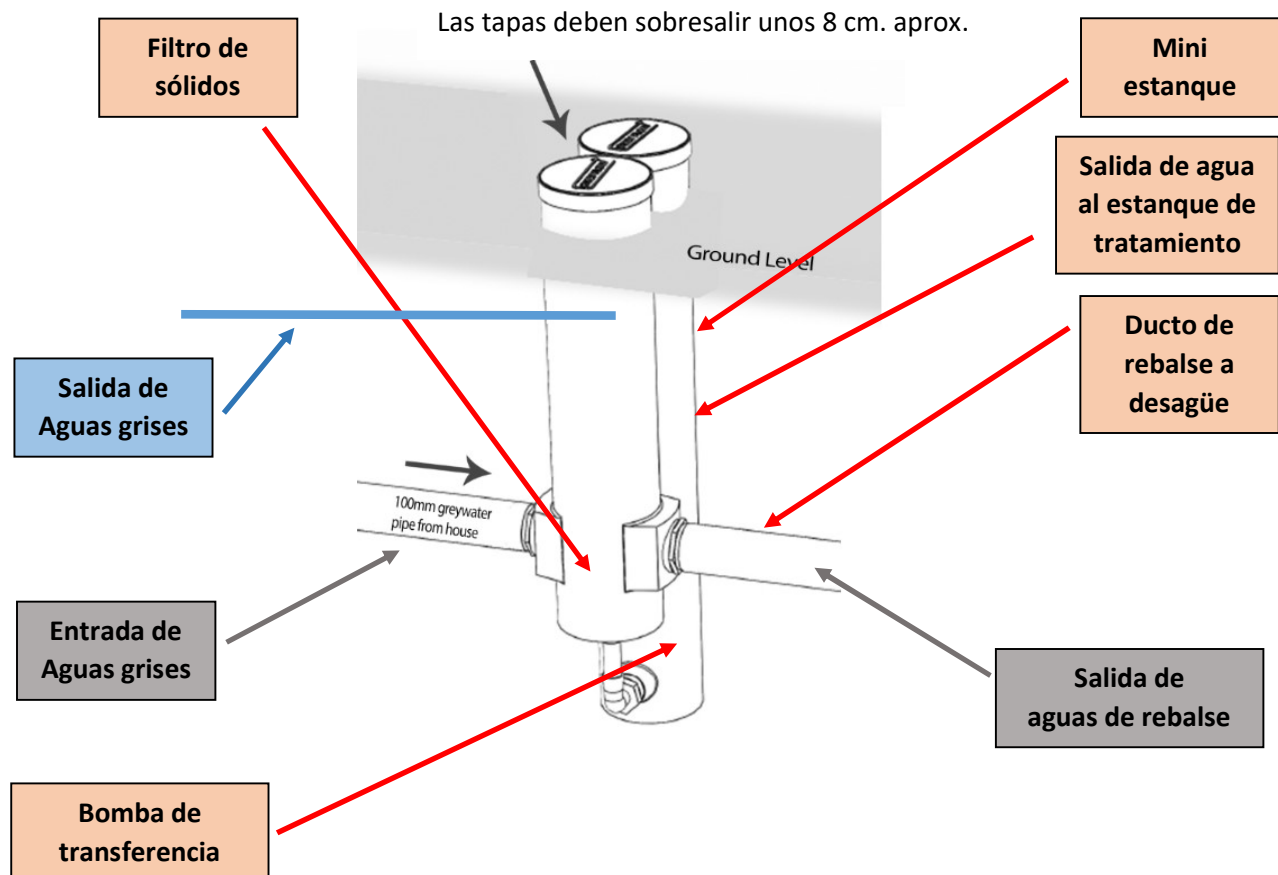 Las tapas deben sobresalir unos 8 cm. aprox.
Filtro de
sólidos
Mini
estanque
Salida de agua
al estanque de
tratamiento
Ground Level
Ducto de
rebalse a
desagüe
Salida de
Aguas grises
100mm greywater
pipe from house
Entrada de
Aguas grises
Salida de
aguas de rebalse
Bomba de
transferencia